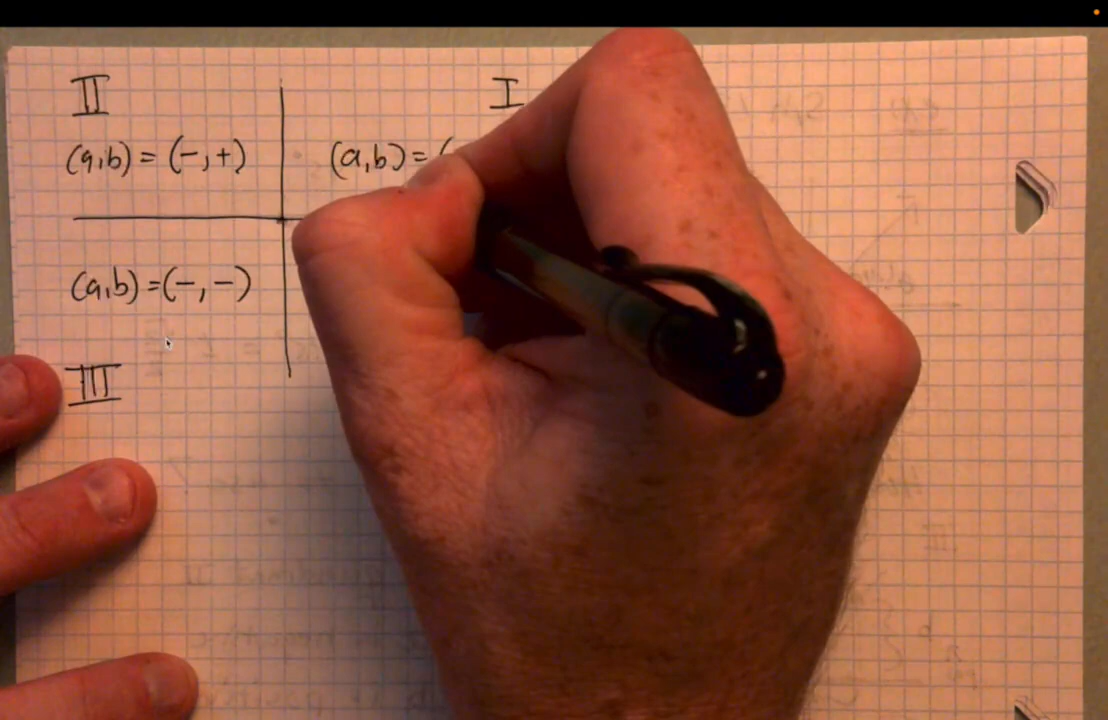 II I
(a,b) = (-,+) (a,b) = (
(a,b) = (-,-)
III